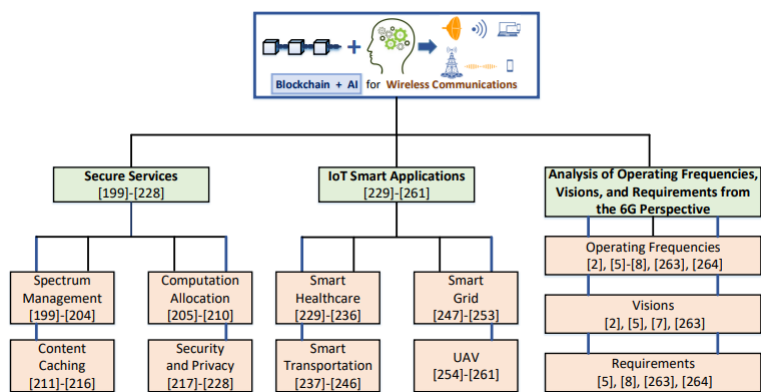 Blockchain + AI for Wireless Communications
Secure Services
[199]-[228]
IoT Smart Applications
[229]-[261]
Analysis of Operating Frequencies,
Visions, and Requirements from
the 6G Perspective
Spectrum
Management
[199]-[204]
Computation
Allocation
[205]-[210]
Content
Caching
[211]-[216]
Security
and Privacy
[217]-[228]
Smart
Healthcare
[229]-[236]
Smart
Grid
[247]-[253]
Smart
Transportation
[237]-[246]
UAV
[254]-[261]
Operating Frequencies
[2], [5]-[8], [263], [264]
Visions
[2], [5], [7], [263]
Requirements
[5], [8], [263], [264]